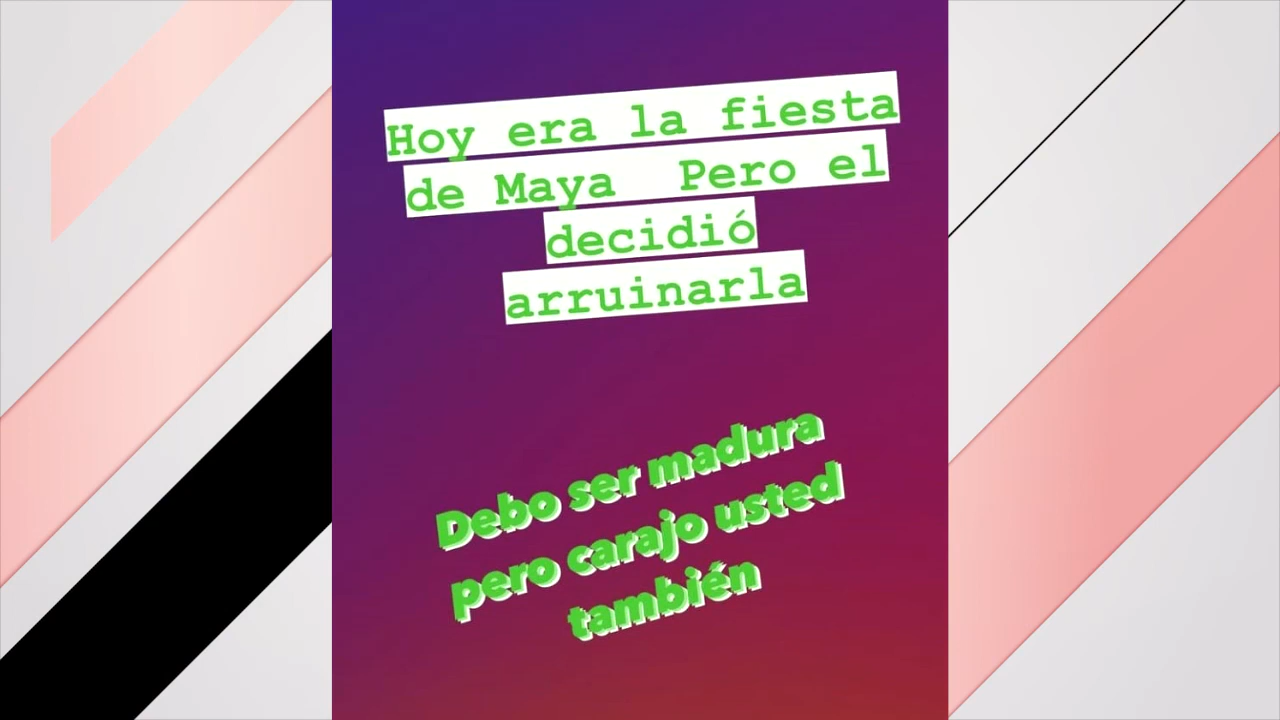 Hoy era la fiesta
de Maya  Pero el
decidió
arruinarla
Debo ser madura
pero carajo usted
también